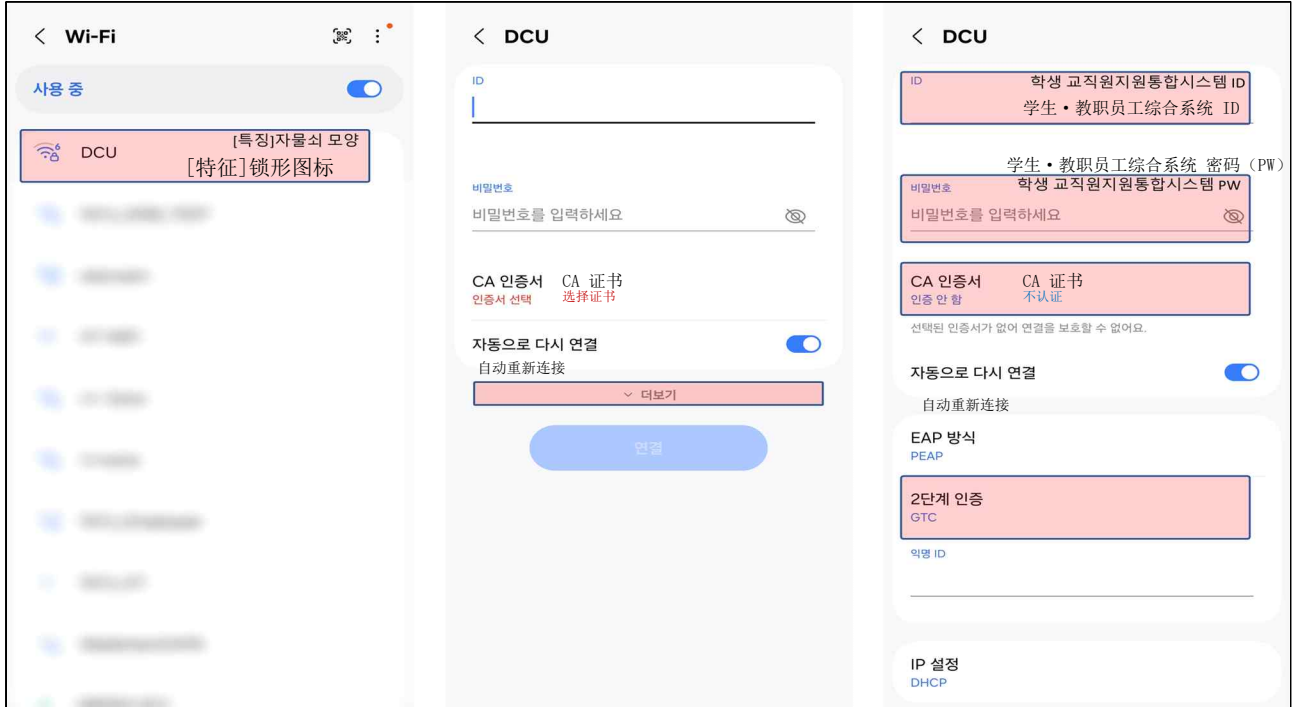 Wi-Fi
사용 중
DCU
[특징]자물쇠 모양
[特征]锁形图标
DCU
ID
비밀번호
비밀번호를 입력하세요
CA 인증서 CA 证书
인증서 선택 选择证书
자동으로 다시 연결
自动重新连接
더보기
연결
DCU
ID 학생 교직원지원통합시스템 ID
学生·教职员工综合系统 ID
学生·教职员工综合系统 密码（PW）
비밀번호 학생 교직원지원통합시스템 PW
비밀번호를 입력하세요
CA 인증서 CA 证书
인증 안 함 不认证
선택된 인증서가 없어 연결을 보호할 수 없어요.
자동으로 다시 연결
自动重新连接
EAP 방식
PEAP
2단계 인증
GTC
익명 ID
IP 설정
DHCP